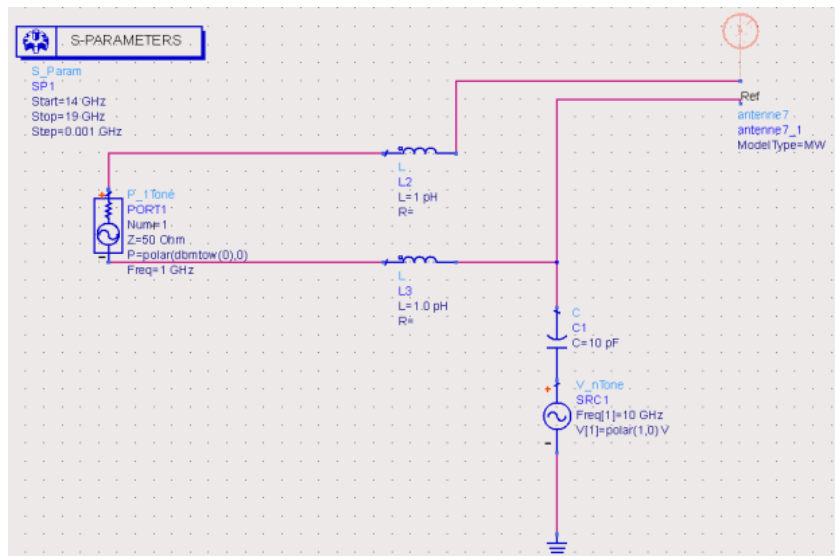 S-PARAMETERS
S_Param
SP1
Start=14 GHz
Stop=19 GHz
Step=0.001 GHz
Ref
antenne7
antenne7_1
ModelType=MW
L
L2
L=1 pH
R=
P_1Tone
PORT1
Num=1
Z=50 Ohm
P=polar(dbmtow(0),0)
Freq=1 GHz
L
L3
L=1.0 pH
R=
C
C1
C=10 pF
V_nTone
SRC1
Freq[1]=10 GHz
V[1]=polar(1,0) V